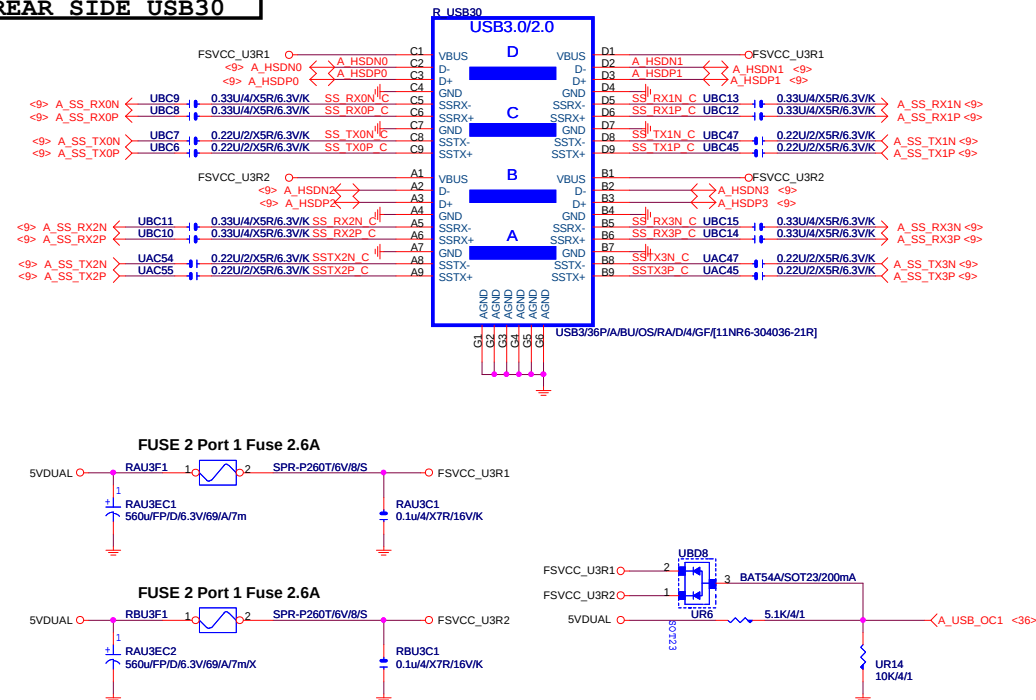 REAR SIDE USB30
R_USB30
USB3.0/2.0
FSVCC_U3R1 C1 VBUS D VBUS D1 FSVCC_U3R1
<9> A_HSDN0 A_HSDN0 C2 D- D- D2 A_HSDN1 A_HSDN1 <9>
<9> A_HSDP0 A_HSDP0 C3 D+ D+ D3 A_HSDP1 A_HSDP1 <9>
C4 GND GND D4
<9> A_SS_RX0N UBC9 0.33U/4/X5R/6.3V/K SS_RX0N_C C5 SSRX- SSRX- D5 SS_RX1N_C UBC13 0.33U/4/X5R/6.3V/K A_SS_RX1N <9>
<9> A_SS_RX0P UBC8 0.33U/4/X5R/6.3V/K SS_RX0P_C C6 SSRX+ C SSRX+ D6 SS_RX1P_C UBC12 0.33U/4/X5R/6.3V/K A_SS_RX1P <9>
C7 GND GND D7
<9> A_SS_TX0N UBC7 0.22U/2/X5R/6.3V/K SS_TX0N_C C8 SSTX- SSTX- D8 SS_TX1N_C UBC47 0.22U/2/X5R/6.3V/K A_SS_TX1N <9>
<9> A_SS_TX0P UBC6 0.22U/2/X5R/6.3V/K SS_TX0P_C C9 SSTX+ SSTX+ D9 SS_TX1P_C UBC45 0.22U/2/X5R/6.3V/K A_SS_TX1P <9>
FSVCC_U3R2 A1 VBUS B VBUS B1 FSVCC_U3R2
<9> A_HSDN2 A2 D- D- B2 A_HSDN3 <9>
<9> A_HSDP2 A3 D+ D+ B3 A_HSDP3 <9>
A4 GND GND B4
<9> A_SS_RX2N UBC11 0.33U/4/X5R/6.3V/K SS_RX2N_C A5 SSRX- SSRX- B5 SS_RX3N_C UBC15 0.33U/4/X5R/6.3V/K A_SS_RX3N <9>
<9> A_SS_RX2P UBC10 0.33U/4/X5R/6.3V/K SS_RX2P_C A6 SSRX+ A SSRX+ B6 SS_RX3P_C UBC14 0.33U/4/X5R/6.3V/K A_SS_RX3P <9>
A7 GND GND B7
<9> A_SS_TX2N UAC54 0.22U/2/X5R/6.3V/K SSTX2N_C A8 SSTX- SSTX- B8 SSTX3N_C UAC47 0.22U/2/X5R/6.3V/K A_SS_TX3N <9>
<9> A_SS_TX2P UAC55 0.22U/2/X5R/6.3V/K SSTX2P_C A9 SSTX+ SSTX+ B9 SSTX3P_C UAC45 0.22U/2/X5R/6.3V/K A_SS_TX3P <9>
AGND AGND AGND AGND AGND AGND
G1 G2 G3 G4 G5 G6
USB3/36P/A/BU/OS/RA/D/4/GF/[11NR6-304036-21R]
FUSE 2 Port 1 Fuse 2.6A
5VDUAL RAU3F1 1 2 SPR-P260T/6V/8/S FSVCC_U3R1
1
+
RAU3EC1
560u/FP/D/6.3V/69/A/7m
RAU3C1
0.1u/4/X7R/16V/K
FUSE 2 Port 1 Fuse 2.6A
5VDUAL RBU3F1 1 2 SPR-P260T/6V/8/S FSVCC_U3R2
1
+
RAU3EC2
560u/FP/D/6.3V/69/A/7m/X
RBU3C1
0.1u/4/X7R/16V/K
UBD8
FSVCC_U3R1 2
3 BAT54A/SOT23/200mA
FSVCC_U3R2 1
5VDUAL UR6 5.1K/4/1 A_USB_OC1 <36>
SOT23
UR14
10K/4/1